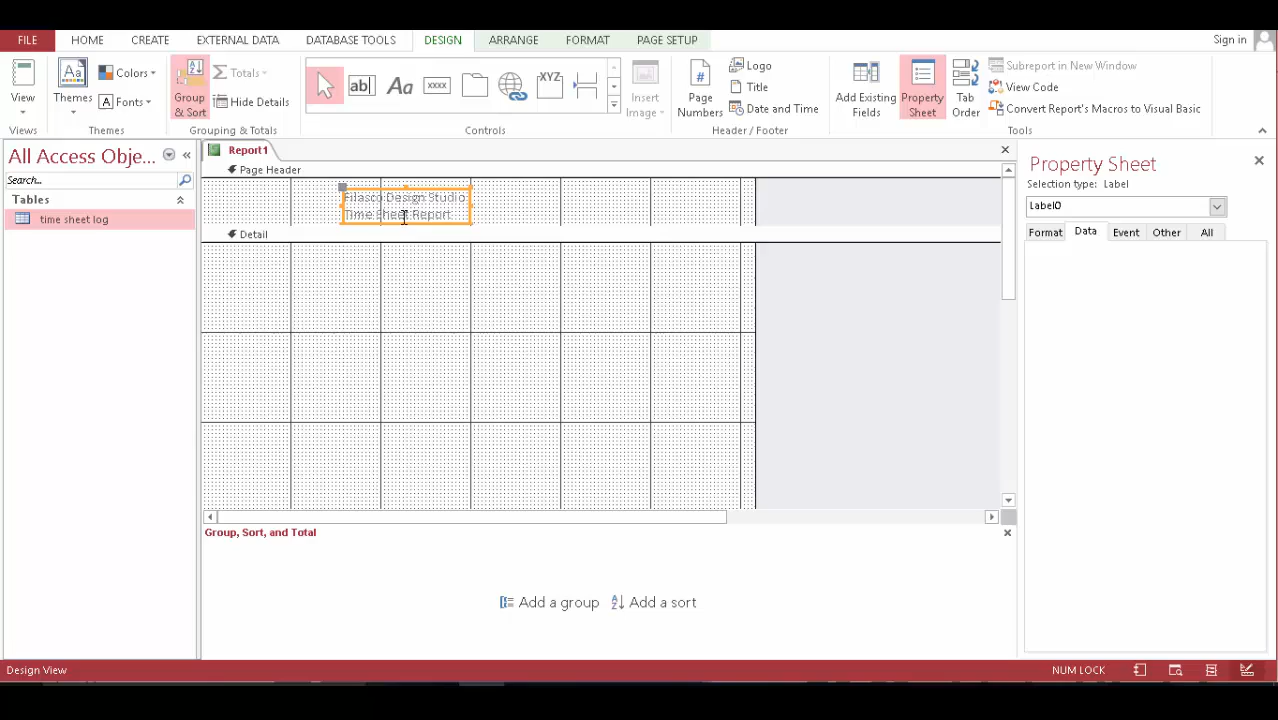 FILE
HOME
CREATE
EXTERNAL DATA
DATABASE TOOLS
DESIGN
ARRANGE
FORMAT
PAGE SETUP
Sign in
View
Themes
Colors
Fonts
Group
& Sort
Totals
Hide Details
ab|
Aa
xxxx
XYZ
Insert
Image
Page
Numbers
Logo
Title
Date and Time
Add Existing
Fields
Property
Sheet
Tab
Order
Subreport in New Window
View Code
Convert Report's Macros to Visual Basic
Views
Themes
Grouping & Totals
Controls
Header / Footer
Tools
All Access Obje...
Search...
Tables
time sheet log
Report1
Page Header
Filasco Design Studio
Time Sheet Report
Detail
Group, Sort, and Total
Add a group
Add a sort
Property Sheet
Selection type: Label
Label0
Format
Data
Event
Other
All
Design View
NUM LOCK